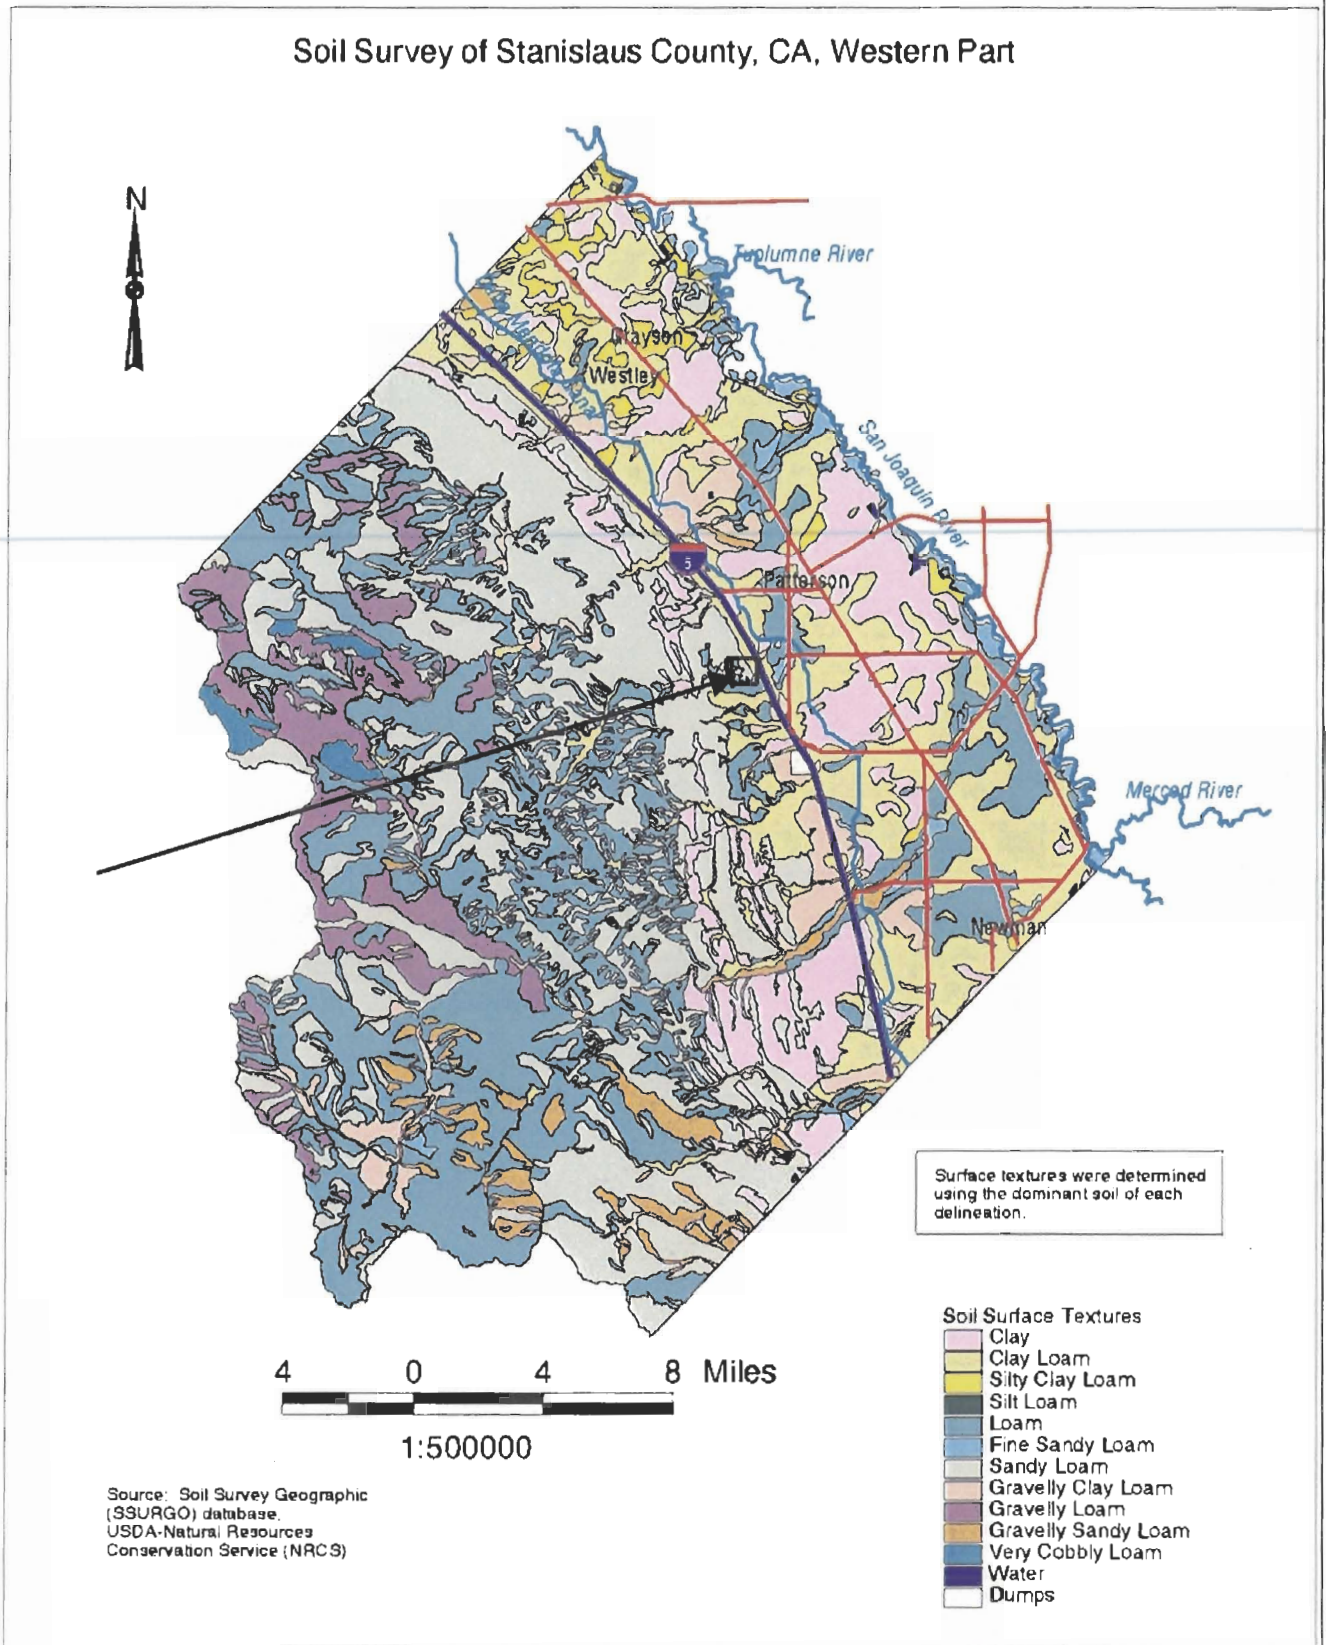 Soil Survey of Stanislaus County, CA, Western Part
N
Tuolumne River
Mendota Canal
Grayson
Westley
San Joaquin River
5
Patterson
Merced River
Newman
Surface textures were determined
using the dominant soil of each
delineation.
Soil Surface Textures
Clay
Clay Loam
Silty Clay Loam
Silt Loam
Loam
Fine Sandy Loam
Sandy Loam
Gravelly Clay Loam
Gravelly Loam
Gravelly Sandy Loam
Very Cobbly Loam
Water
Dumps
4 0 4 8 Miles
1:500000
Source: Soil Survey Geographic
(SSURGO) database,
USDA-Natural Resources
Conservation Service (NRCS)